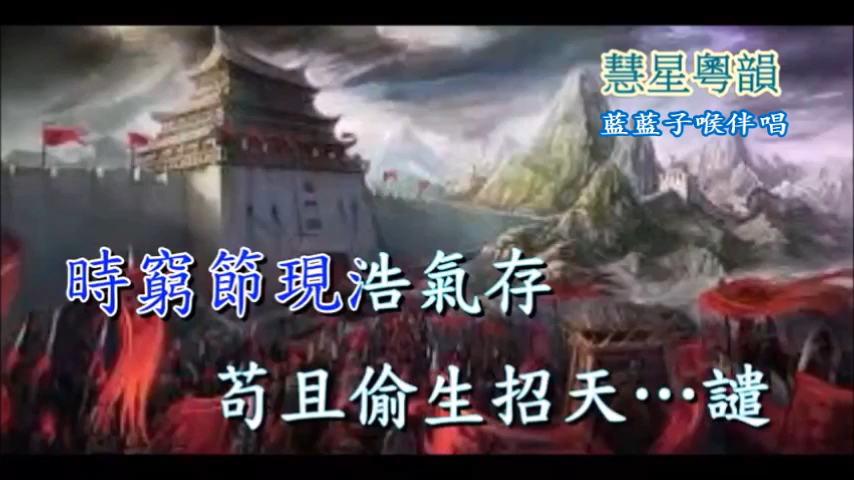 慧星粵韻
藍藍子喉伴唱
時窮節現浩氣存
苟且偷生招天…譴